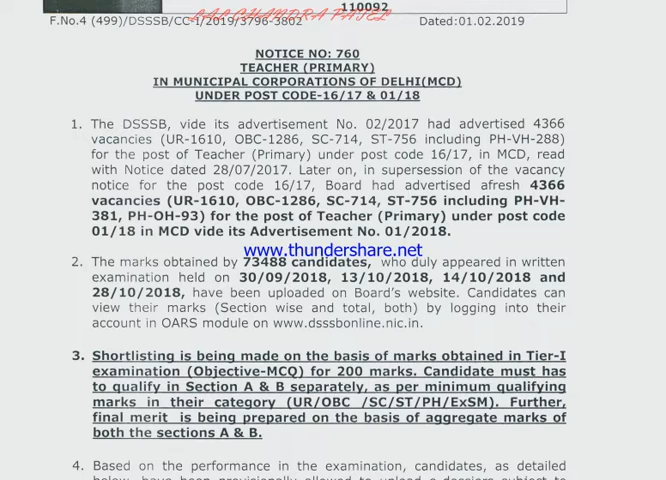 110092
F.No.4 (499)/DSSSB/CC-I/2019/3796-3802
LAL CHANDRA PATEL
Dated:01.02.2019
NOTICE NO: 760
TEACHER (PRIMARY)
IN MUNICIPAL CORPORATIONS OF DELHI(MCD)
UNDER POST CODE-16/17 & 01/18
1. The DSSSB, vide its advertisement No. 02/2017 had advertised 4366
vacancies (UR-1610, OBC-1286, SC-714, ST-756 including PH-VH-288)
for the post of Teacher (Primary) under post code 16/17, in MCD, read
with Notice dated 28/07/2017. Later on, in supersession of the vacancy
notice for the post code 16/17, Board had advertised afresh 4366
vacancies (UR-1610, OBC-1286, SC-714, ST-756 including PH-VH-
381, PH-OH-93) for the post of Teacher (Primary) under post code
01/18 in MCD vide its Advertisement No. 01/2018.
www.thundershare.net
2. The marks obtained by 73488 candidates, who duly appeared in written
examination held on 30/09/2018, 13/10/2018, 14/10/2018 and
28/10/2018, have been uploaded on Board's website. Candidates can
view their marks (Section wise and total, both) by logging into their
account in OARS module on www.dsssbonline.nic.in.
3. Shortlisting is being made on the basis of marks obtained in Tier-I
examination (Objective-MCQ) for 200 marks. Candidate must has
to qualify in Section A & B separately, as per minimum qualifying
marks in their category (UR/OBC /SC/ST/PH/ExSM). Further,
final merit is being prepared on the basis of aggregate marks of
both the sections A & B.
4. Based on the performance in the examination, candidates, as detailed
below, have been provisionally allowed to upload e-dossiers subject to